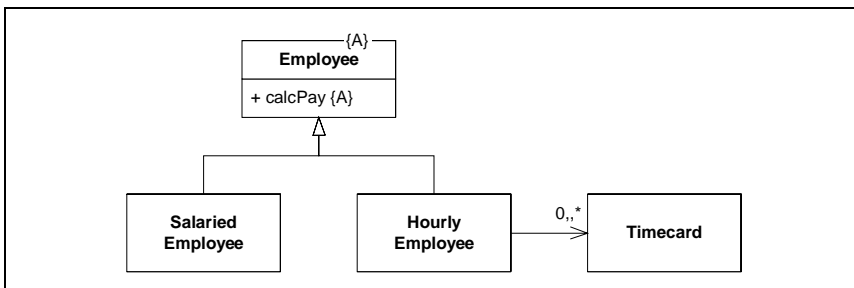 {A}
Employee
+ calcPay {A}
Salaried
Employee
Hourly
Employee
0,,*
Timecard